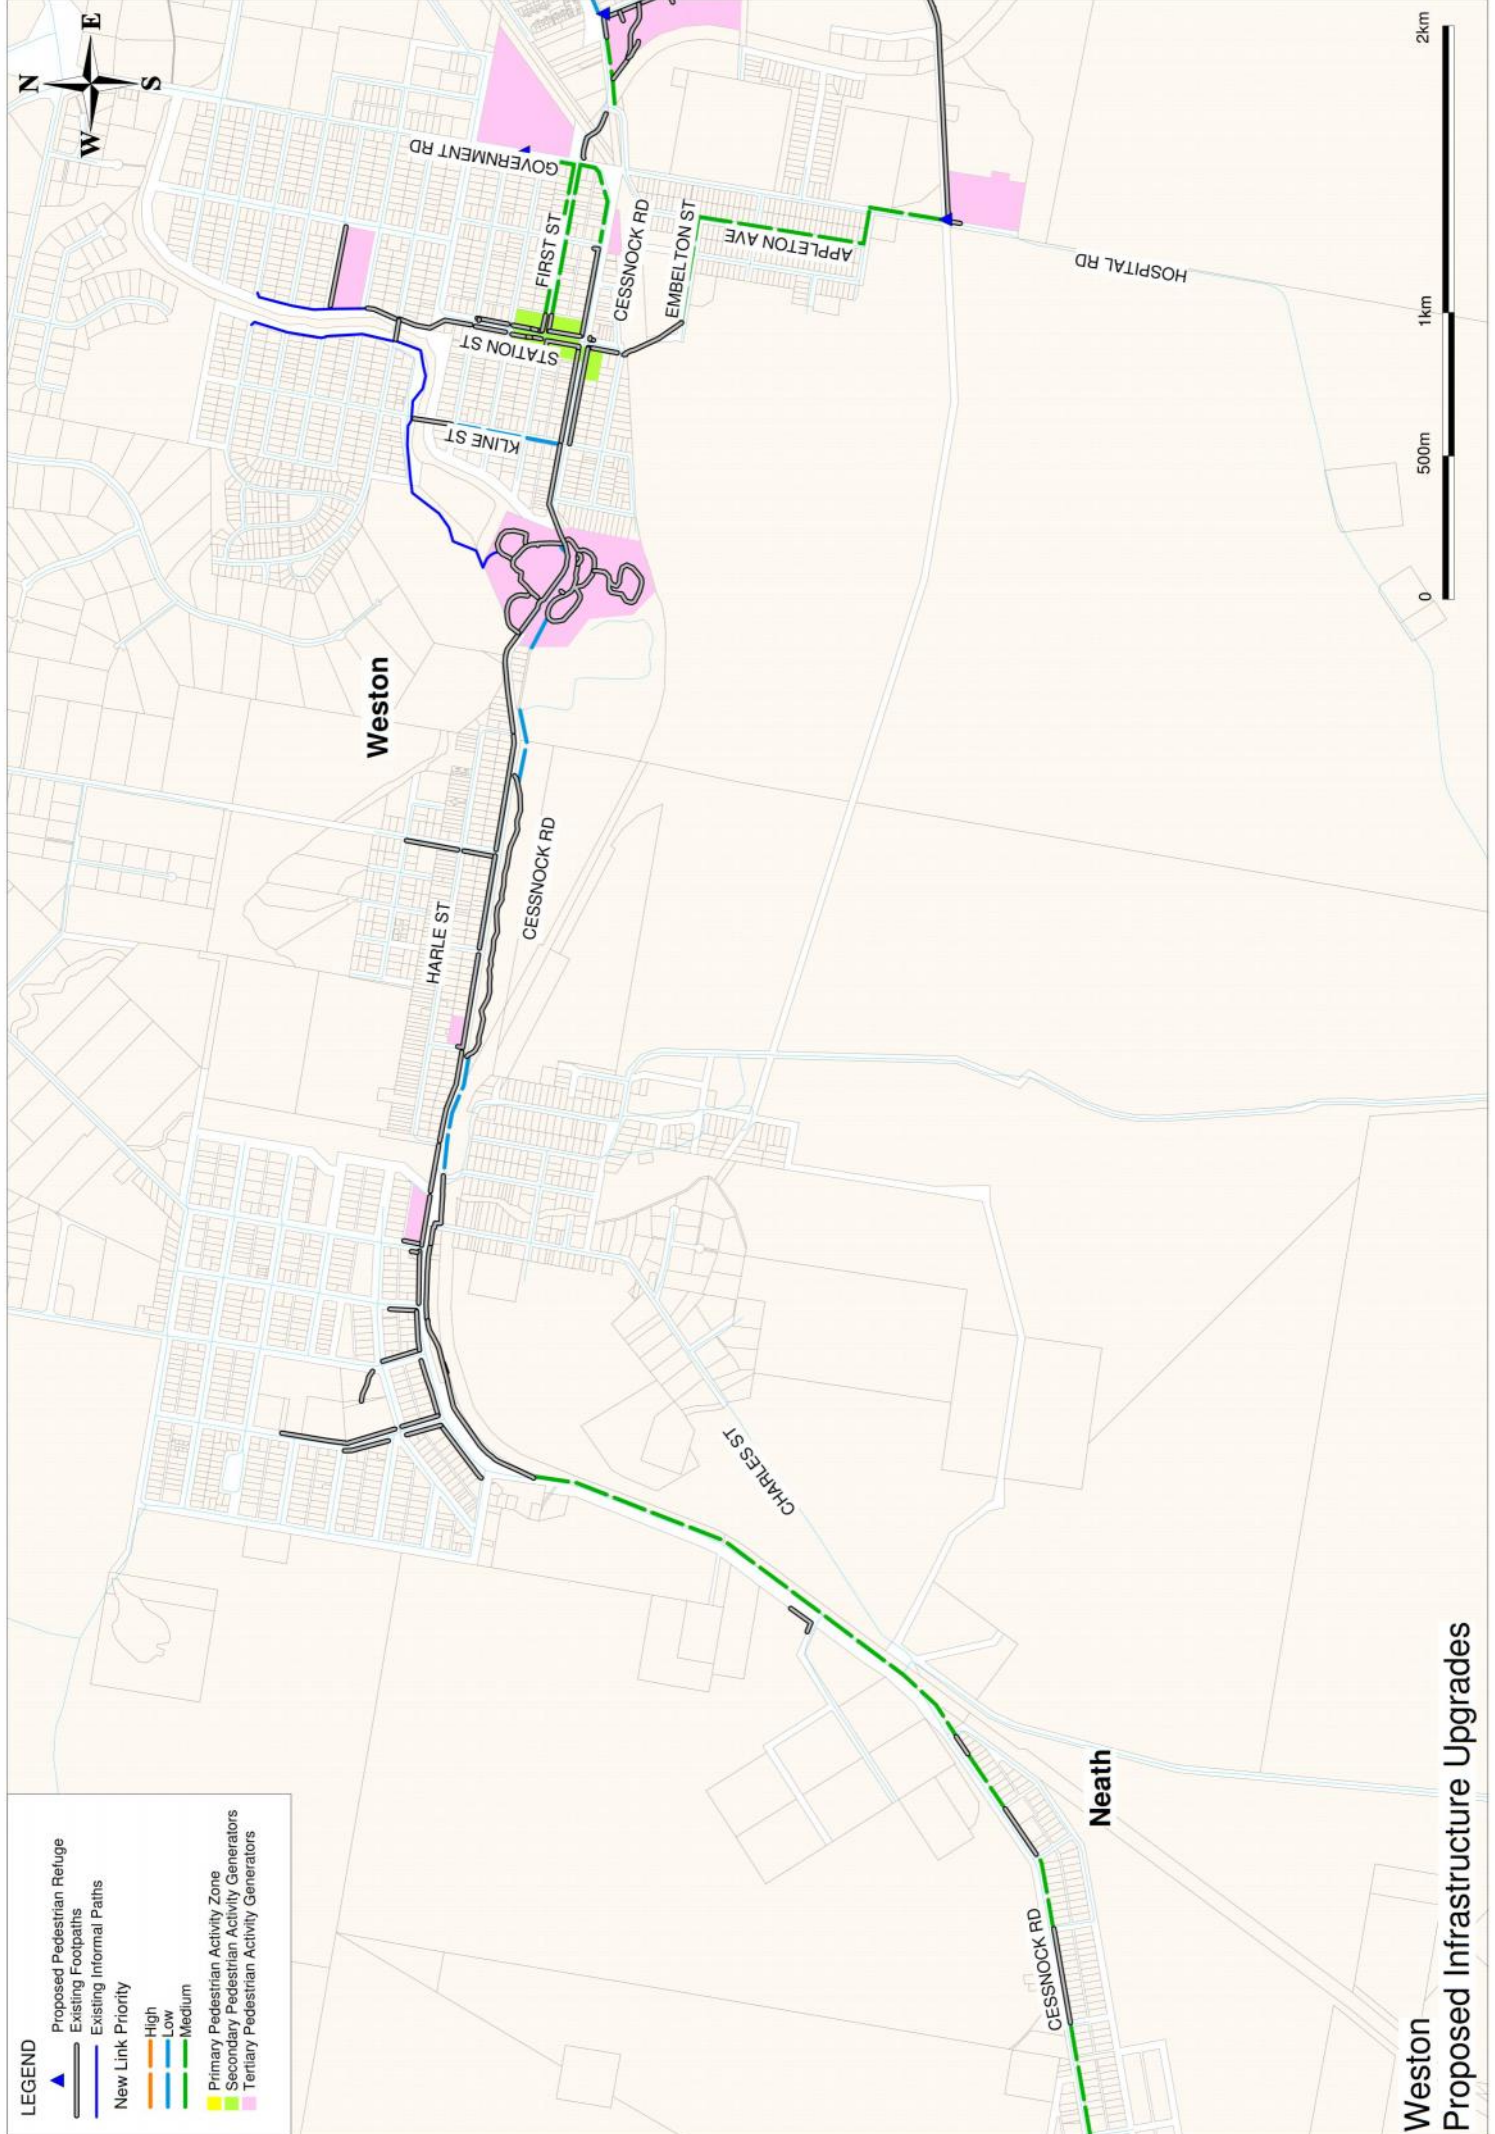 LEGEND
Proposed Pedestrian Refuge
Existing Footpaths
Existing Informal Paths
New Link Priority
High
Low
Medium
Primary Pedestrian Activity Zone
Secondary Pedestrian Activity Generators
Tertiary Pedestrian Activity Generators
N
E
S
W
GOVERNMENT RD
FIRST ST
CESSNOCK RD
EMBELTON ST
APPLETON AVE
HOSPITAL RD
STATION ST
KLINE ST
Weston
CESSNOCK RD
HARLE ST
CHARLES ST
Neath
CESSNOCK RD
0
500m
1km
2km
Weston
Proposed Infrastructure Upgrades